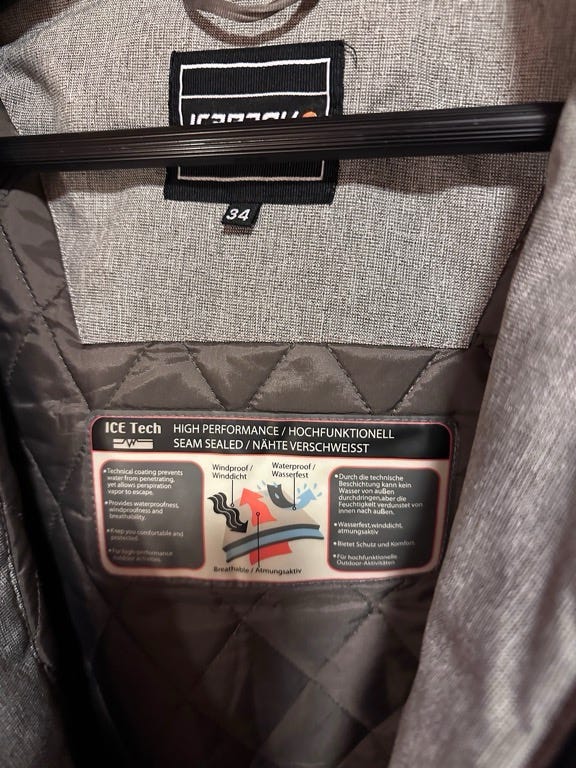 34
ICE Tech
HIGH PERFORMANCE / HOCHFUNKTIONELL
SEAM SEALED / NÄHTE VERSCHWEISST
•Technical coating prevents
water from penetrating,
yet allows perspiration
vapor to escape.
•Provides waterproofness,
windproofness and
breathability.
•Keep you comfortable and
protected.
•For high-performance
outdoor activities.
Windproof /
Winddicht
Waterproof /
Wasserfest
Breathable / Atmungsaktiv
•Durch die technische
Beschichtung kann kein
Wasser von außen
durchdringen,aber die
Feuchtigkeit verdunstet von
innen nach außen.
•Wasserfest,winddicht,
atmungsaktiv
•Bietet Schutz und Komfort.
•Für hochfunktionelle
Outdoor-Aktivitäten